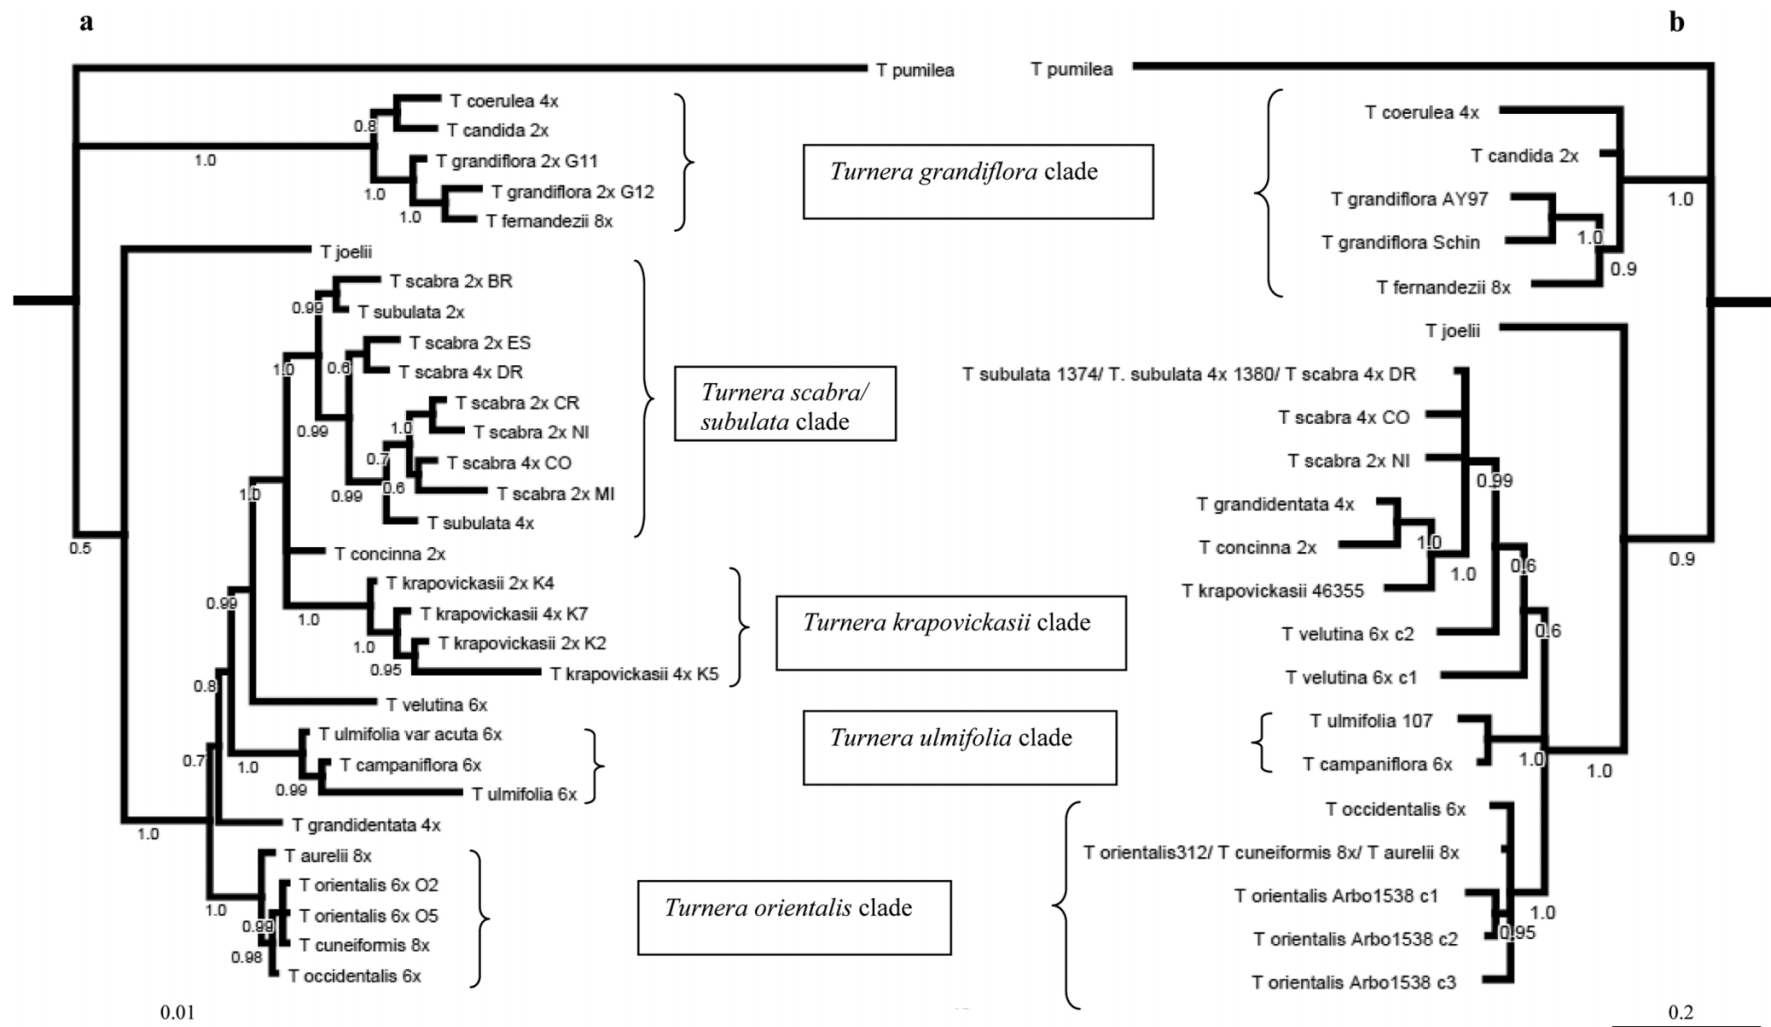 a
b
T pumilea
T coerulea 4x
T candida 2x
T grandiflora 2x G11
T grandiflora 2x G12
T fernandezii 8x
T joelii
T scabra 2x BR
T subulata 2x
T scabra 2x ES
T scabra 4x DR
T scabra 2x CR
T scabra 2x NI
T scabra 4x CO
T scabra 2x MI
T subulata 4x
T concinna 2x
T krapovickasii 2x K4
T krapovickasii 4x K7
T krapovickasii 2x K2
T krapovickasii 4x K5
T velutina 6x
T ulmifolia var acuta 6x
T campaniflora 6x
T ulmifolia 6x
T grandidentata 4x
T aurelii 8x
T orientalis 6x O2
T orientalis 6x O5
T cuneiformis 8x
T occidentalis 6x
0.8
1.0
1.0
1.0
0.99
1.0
0.6
0.99
1.0
0.7
0.99
0.6
1.0
0.5
1.0
0.99
1.0
0.95
0.8
0.7
1.0
0.99
1.0
1.0
0.99
0.98
0.01
Turnera grandiflora clade
Turnera scabra/
subulata clade
Turnera krapovickasii clade
Turnera ulmifolia clade
Turnera orientalis clade
T pumilea
T coerulea 4x
T candida 2x
T grandiflora AY97
T grandiflora Schin
T fernandezii 8x
T joelii
T subulata 1374/ T. subulata 4x 1380/ T scabra 4x DR
T scabra 4x CO
T scabra 2x NI
T grandidentata 4x
T concinna 2x
T krapovickasii 46355
T velutina 6x c2
T velutina 6x c1
T ulmifolia 107
T campaniflora 6x
T occidentalis 6x
T orientalis312/ T cuneiformis 8x/ T aurelii 8x
T orientalis Arbo1538 c1
T orientalis Arbo1538 c2
T orientalis Arbo1538 c3
1.0
1.0
0.9
0.99
1.0
1.0
0.6
0.9
0.6
1.0
1.0
1.0
0.95
0.2